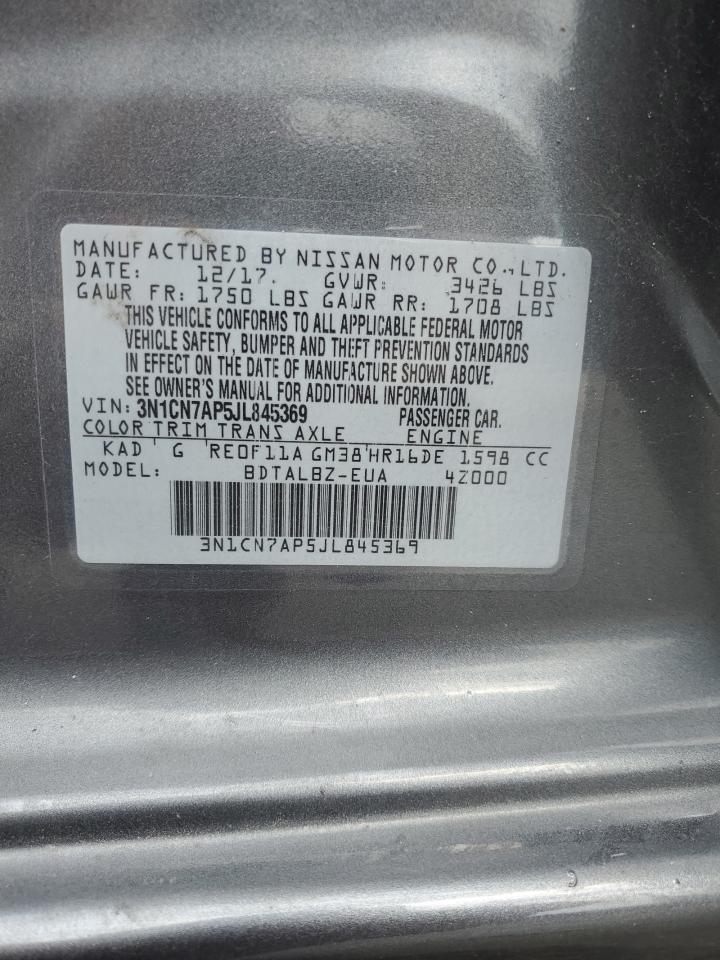 MANUFACTURED BY NISSAN MOTOR CO., LTD.
DATE: 12/17. GVWR: 3426 LBS
GAWR FR: 1750 LBS GAWR RR: 1708 LBS
THIS VEHICLE CONFORMS TO ALL APPLICABLE FEDERAL MOTOR
VEHICLE SAFETY, BUMPER AND THEFT PREVENTION STANDARDS
IN EFFECT ON THE DATE OF MANUFACTURE SHOWN ABOVE.
SEE OWNER'S MANUAL FOR ADDITIONAL INFORMATION.
VIN: 3N1CN7AP5JL845369 PASSENGER CAR.
COLOR TRIM TRANS AXLE ENGINE
KAD G RE0F11A GM38 HR16DE 1598 CC
MODEL: BDTALBZ-EUA 4Z000
3N1CN7AP5JL845369